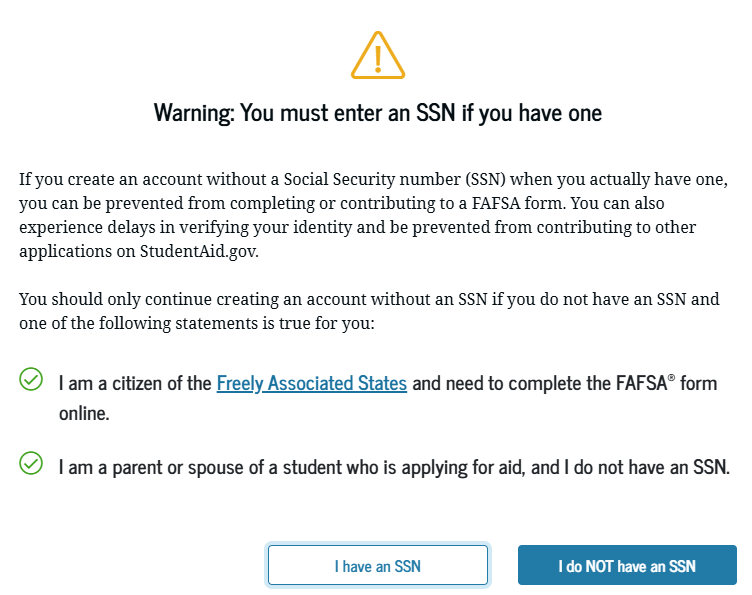 Warning: You must enter an SSN if you have one
If you create an account without a Social Security number (SSN) when you actually have one,
you can be prevented from completing or contributing to a FAFSA form. You can also
experience delays in verifying your identity and be prevented from contributing to other
applications on StudentAid.gov.
You should only continue creating an account without an SSN if you do not have an SSN and
one of the following statements is true for you:
I am a citizen of the Freely Associated States and need to complete the FAFSA® form
online.
I am a parent or spouse of a student who is applying for aid, and I do not have an SSN.
I have an SSN
I do NOT have an SSN